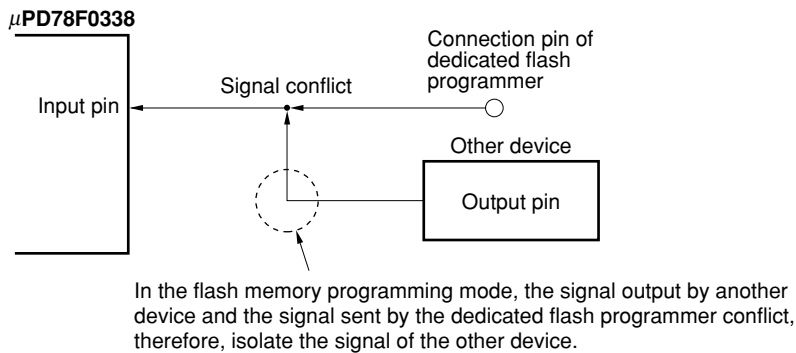 μPD78F0338
Connection pin of
dedicated flash
programmer
Signal conflict
Input pin
Other device
Output pin
In the flash memory programming mode, the signal output by another
device and the signal sent by the dedicated flash programmer conflict,
therefore, isolate the signal of the other device.